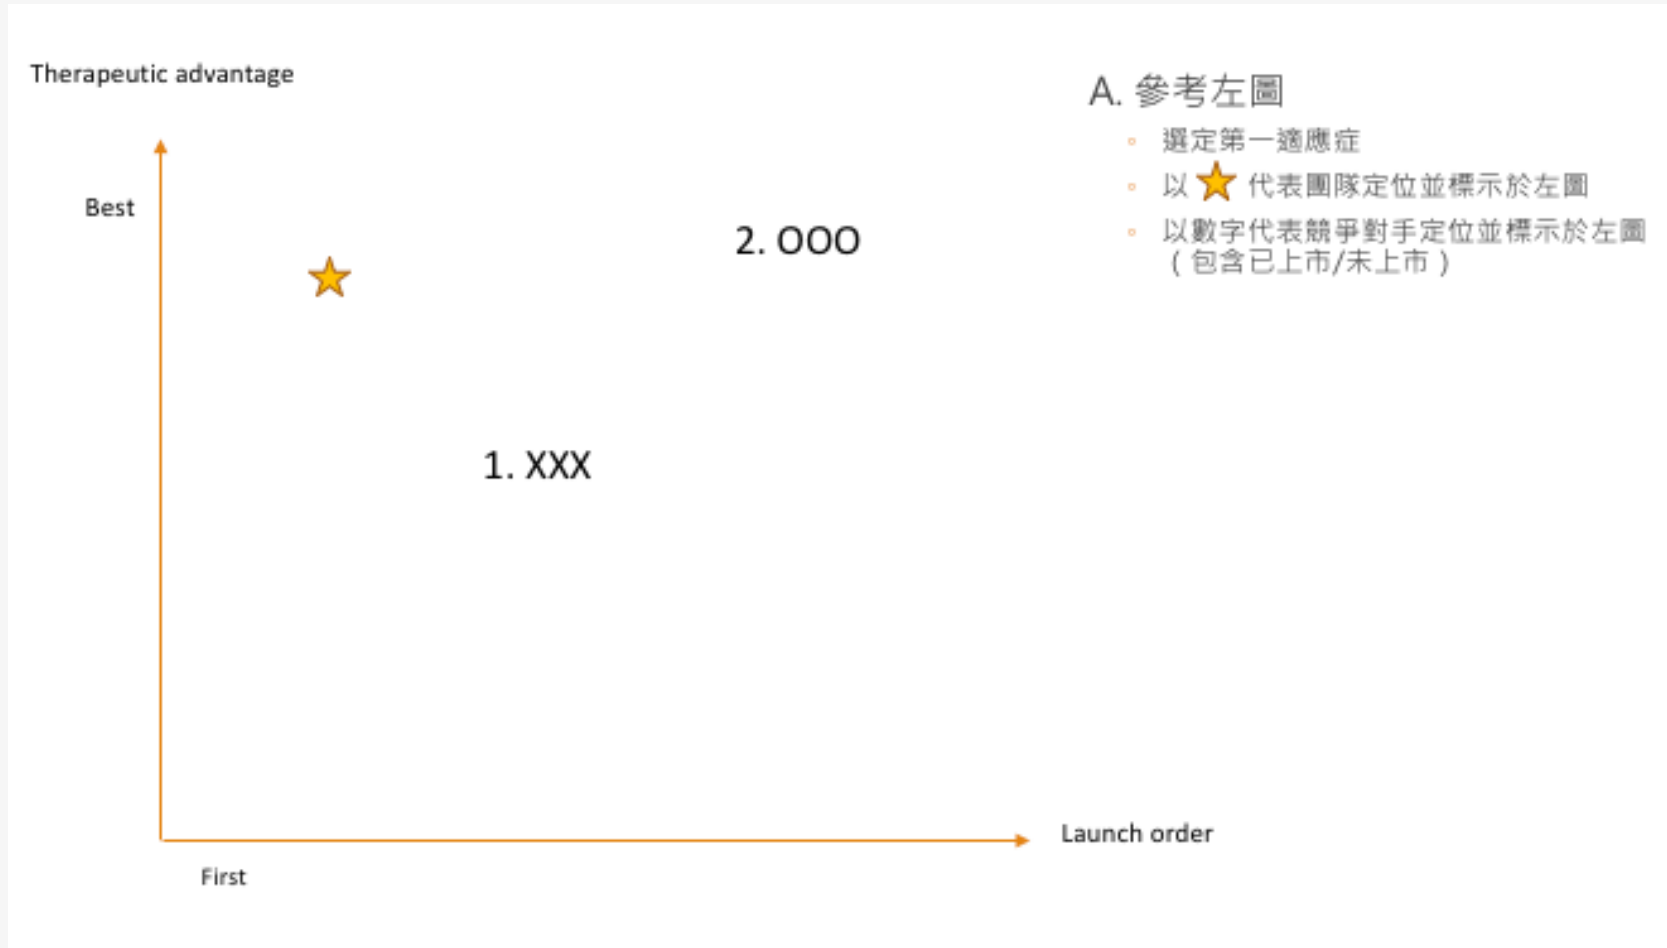 Therapeutic advantage
Best
2. OOO
1. XXX
First
Launch order
A. 參考左圖
選定第一適應症
以 代表團隊定位並標示於左圖
以數字代表競爭對手定位並標示於左圖
（包含已上市/未上市）